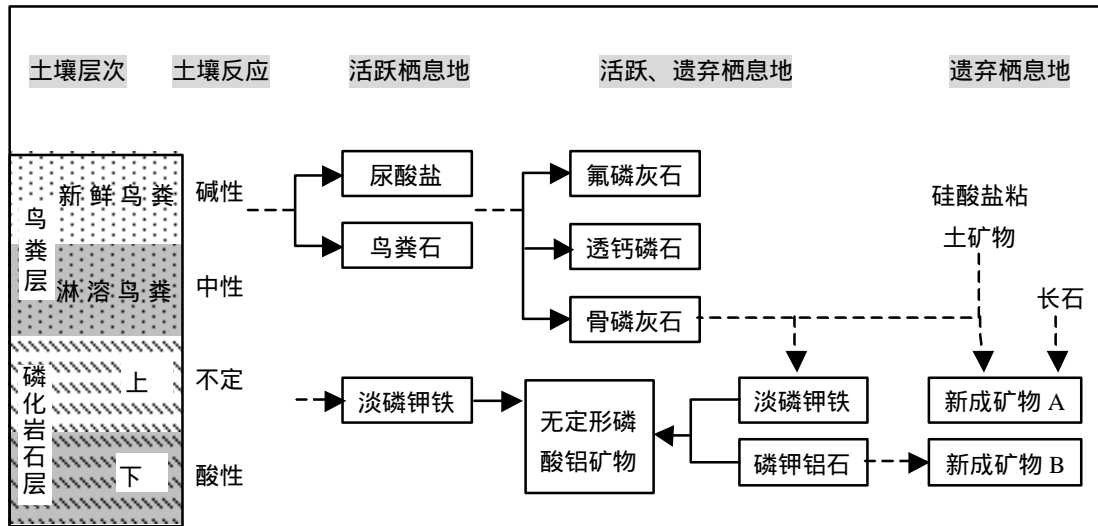 土壤层次 土壤反应 活跃栖息地 活跃、遗弃栖息地 遗弃栖息地
鸟粪层
新鲜鸟粪
淋溶鸟粪
磷化岩石层
上
下
碱性
中性
不定
酸性
尿酸盐
鸟粪石
淡磷钾铁
氟磷灰石
透钙磷石
骨磷灰石
无定形磷
酸铝矿物
淡磷钾铁
磷钾铝石
硅酸盐粘
土矿物
长石
新成矿物 A
新成矿物 B